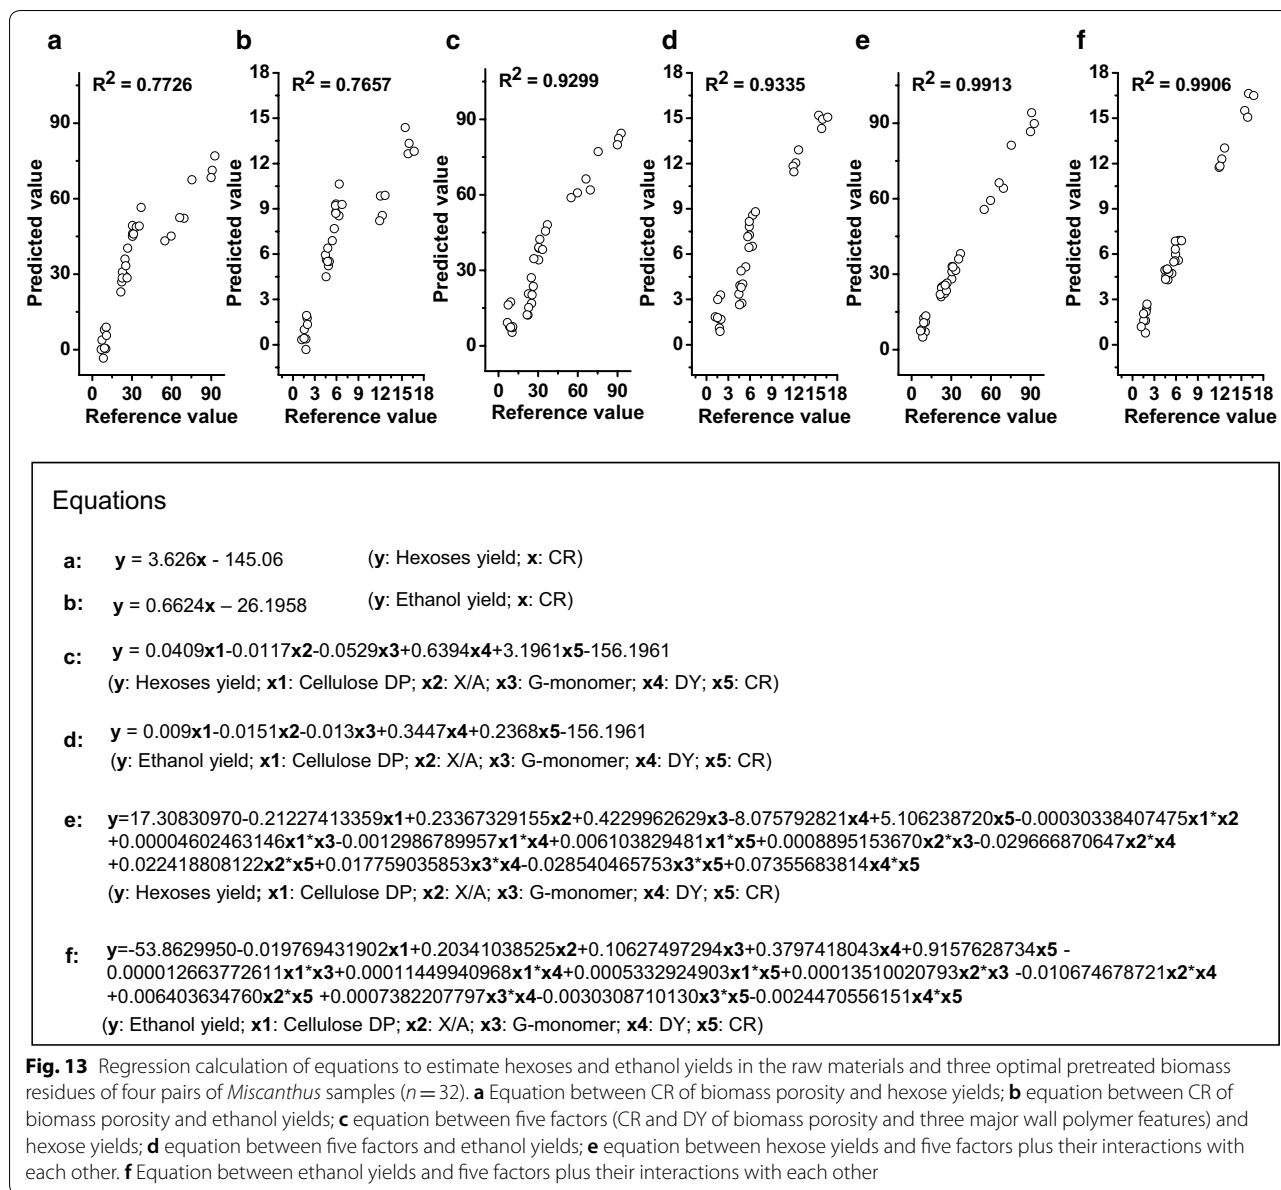 a b c d e f
R2 = 0.7726
Predicted value
90
60
30
0
0 30 60 90
Reference value
R2 = 0.7657
Predicted value
18
15
12
9
6
3
0
0 3 6 9 12 15 18
Reference value
R2 = 0.9299
Predicted value
90
60
30
0
0 30 60 90
Reference value
R2 = 0.9335
Predicted value
18
15
12
9
6
3
0
0 3 6 9 12 15 18
Reference value
R2 = 0.9913
Predicted value
90
60
30
0
0 30 60 90
Reference value
R2 = 0.9906
Predicted value
18
15
12
9
6
3
0
0 3 6 9 12 15 18
Reference value
Equations
a: y = 3.626x - 145.06 (y: Hexoses yield; x: CR)
b: y = 0.6624x – 26.1958 (y: Ethanol yield; x: CR)
c: y = 0.0409x1-0.0117x2-0.0529x3+0.6394x4+3.1961x5-156.1961
(y: Hexoses yield; x1: Cellulose DP; x2: X/A; x3: G-monomer; x4: DY; x5: CR)
d: y = 0.009x1-0.0151x2-0.013x3+0.3447x4+0.2368x5-156.1961
(y: Ethanol yield; x1: Cellulose DP; x2: X/A; x3: G-monomer; x4: DY; x5: CR)
e: y=17.30830970-0.21227413359x1+0.23367329155x2+0.4229962629x3-8.075792821x4+5.106238720x5-0.00030338407475x1*x2
+0.00004602463146x1*x3-0.00129867899​57x1*x4+0.006103829481x1*x5+0.0008895153670x2*x3-0.029666870647x2*x4
+0.022418808122x2*x5+0.017759035853x3*x4-0.028540465753x3*x5+0.07355683814x4*x5
(y: Hexoses yield; x1: Cellulose DP; x2: X/A; x3: G-monomer; x4: DY; x5: CR)
f: y=-53.8629950-0.019769431902x1+0.20341038525x2+0.10627497294x3+0.3797418043x4+0.9157628734x5 -
0.000012663772611x1*x3+0.00011449940968x1*x4+0.0005332924903x1*x5+0.00013510020793x2*x3 -0.010674678721x2*x4
+0.006403634760x2*x5 +0.0007382207797x3*x4-0.0030308710130x3*x5-0.0024470556151x4*x5
(y: Ethanol yield; x1: Cellulose DP; x2: X/A; x3: G-monomer; x4: DY; x5: CR)
Fig. 13 Regression calculation of equations to estimate hexoses and ethanol yields in the raw materials and three optimal pretreated biomass
residues of four pairs of Miscanthus samples (n = 32). a Equation between CR of biomass porosity and hexose yields; b equation between CR of
biomass porosity and ethanol yields; c equation between five factors (CR and DY of biomass porosity and three major wall polymer features) and
hexose yields; d equation between five factors and ethanol yields; e equation between hexose yields and five factors plus their interactions with
each other. f Equation between ethanol yields and five factors plus their interactions with each other